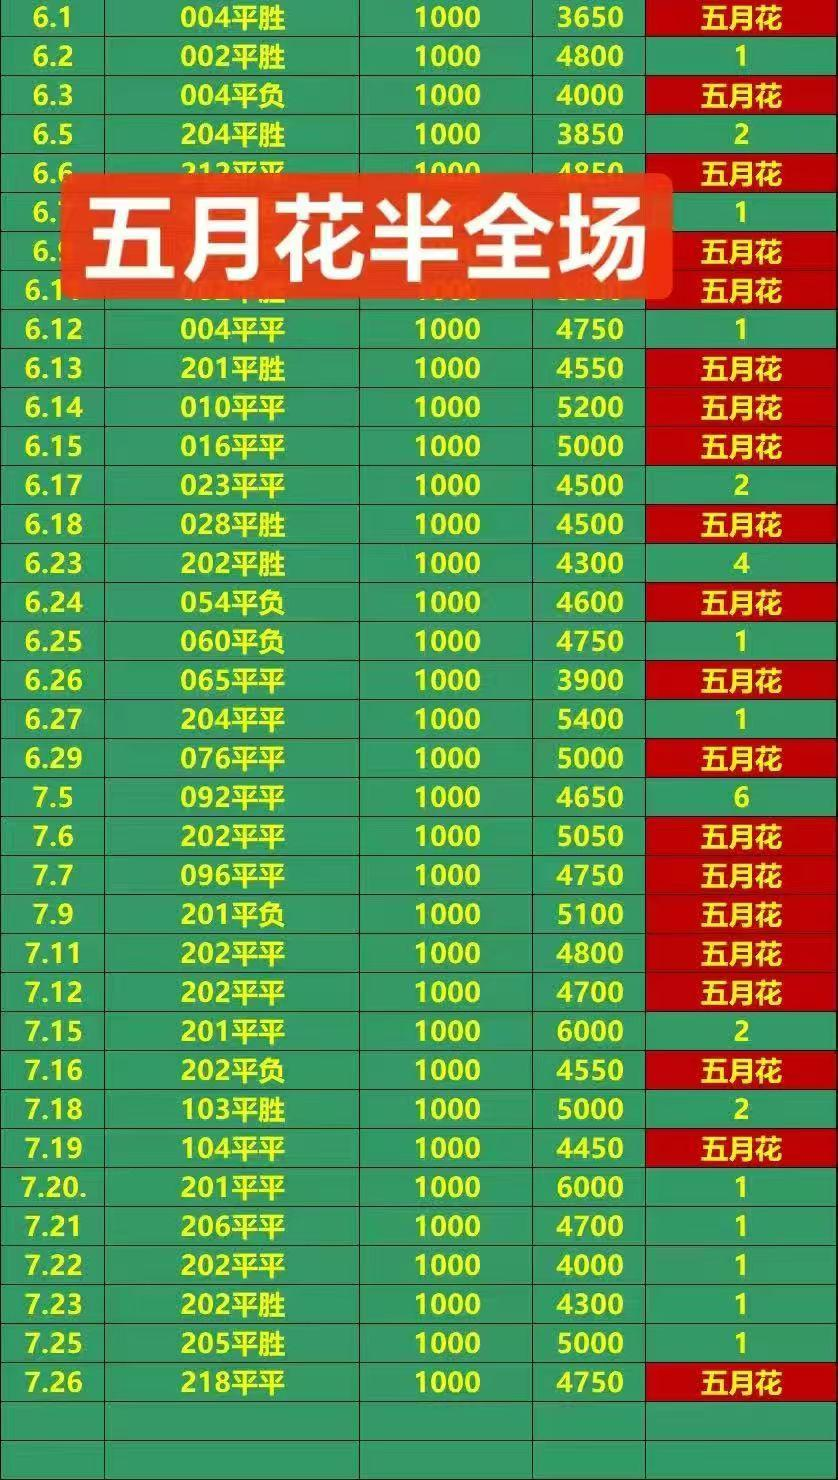 6.1 004平胜 1000 3650 五月花
6.2 002平胜 1000 4800 1
6.3 004平负 1000 4000 五月花
6.5 204平胜 1000 3850 2
6.6 212平平 1000 4850 五月花
1
五月花半全场
五月花
五月花
6.12 004平平 1000 4750 1
6.13 201平胜 1000 4550 五月花
6.14 010平平 1000 5200 五月花
6.15 016平平 1000 5000 五月花
6.17 023平平 1000 4500 2
6.18 028平胜 1000 4500 五月花
6.23 202平胜 1000 4300 4
6.24 054平负 1000 4600 五月花
6.25 060平负 1000 4750 1
6.26 065平平 1000 3900 五月花
6.27 204平平 1000 5400 1
6.29 076平平 1000 5000 五月花
7.5 092平平 1000 4650 6
7.6 202平平 1000 5050 五月花
7.7 096平平 1000 4750 五月花
7.9 201平负 1000 5100 五月花
7.11 202平平 1000 4800 五月花
7.12 202平平 1000 4700 五月花
7.15 201平平 1000 6000 2
7.16 202平负 1000 4550 五月花
7.18 103平胜 1000 5000 2
7.19 104平平 1000 4450 五月花
7.20. 201平平 1000 6000 1
7.21 206平平 1000 4700 1
7.22 202平平 1000 4000 1
7.23 202平胜 1000 4300 1
7.25 205平胜 1000 5000 1
7.26 218平平 1000 4750 五月花